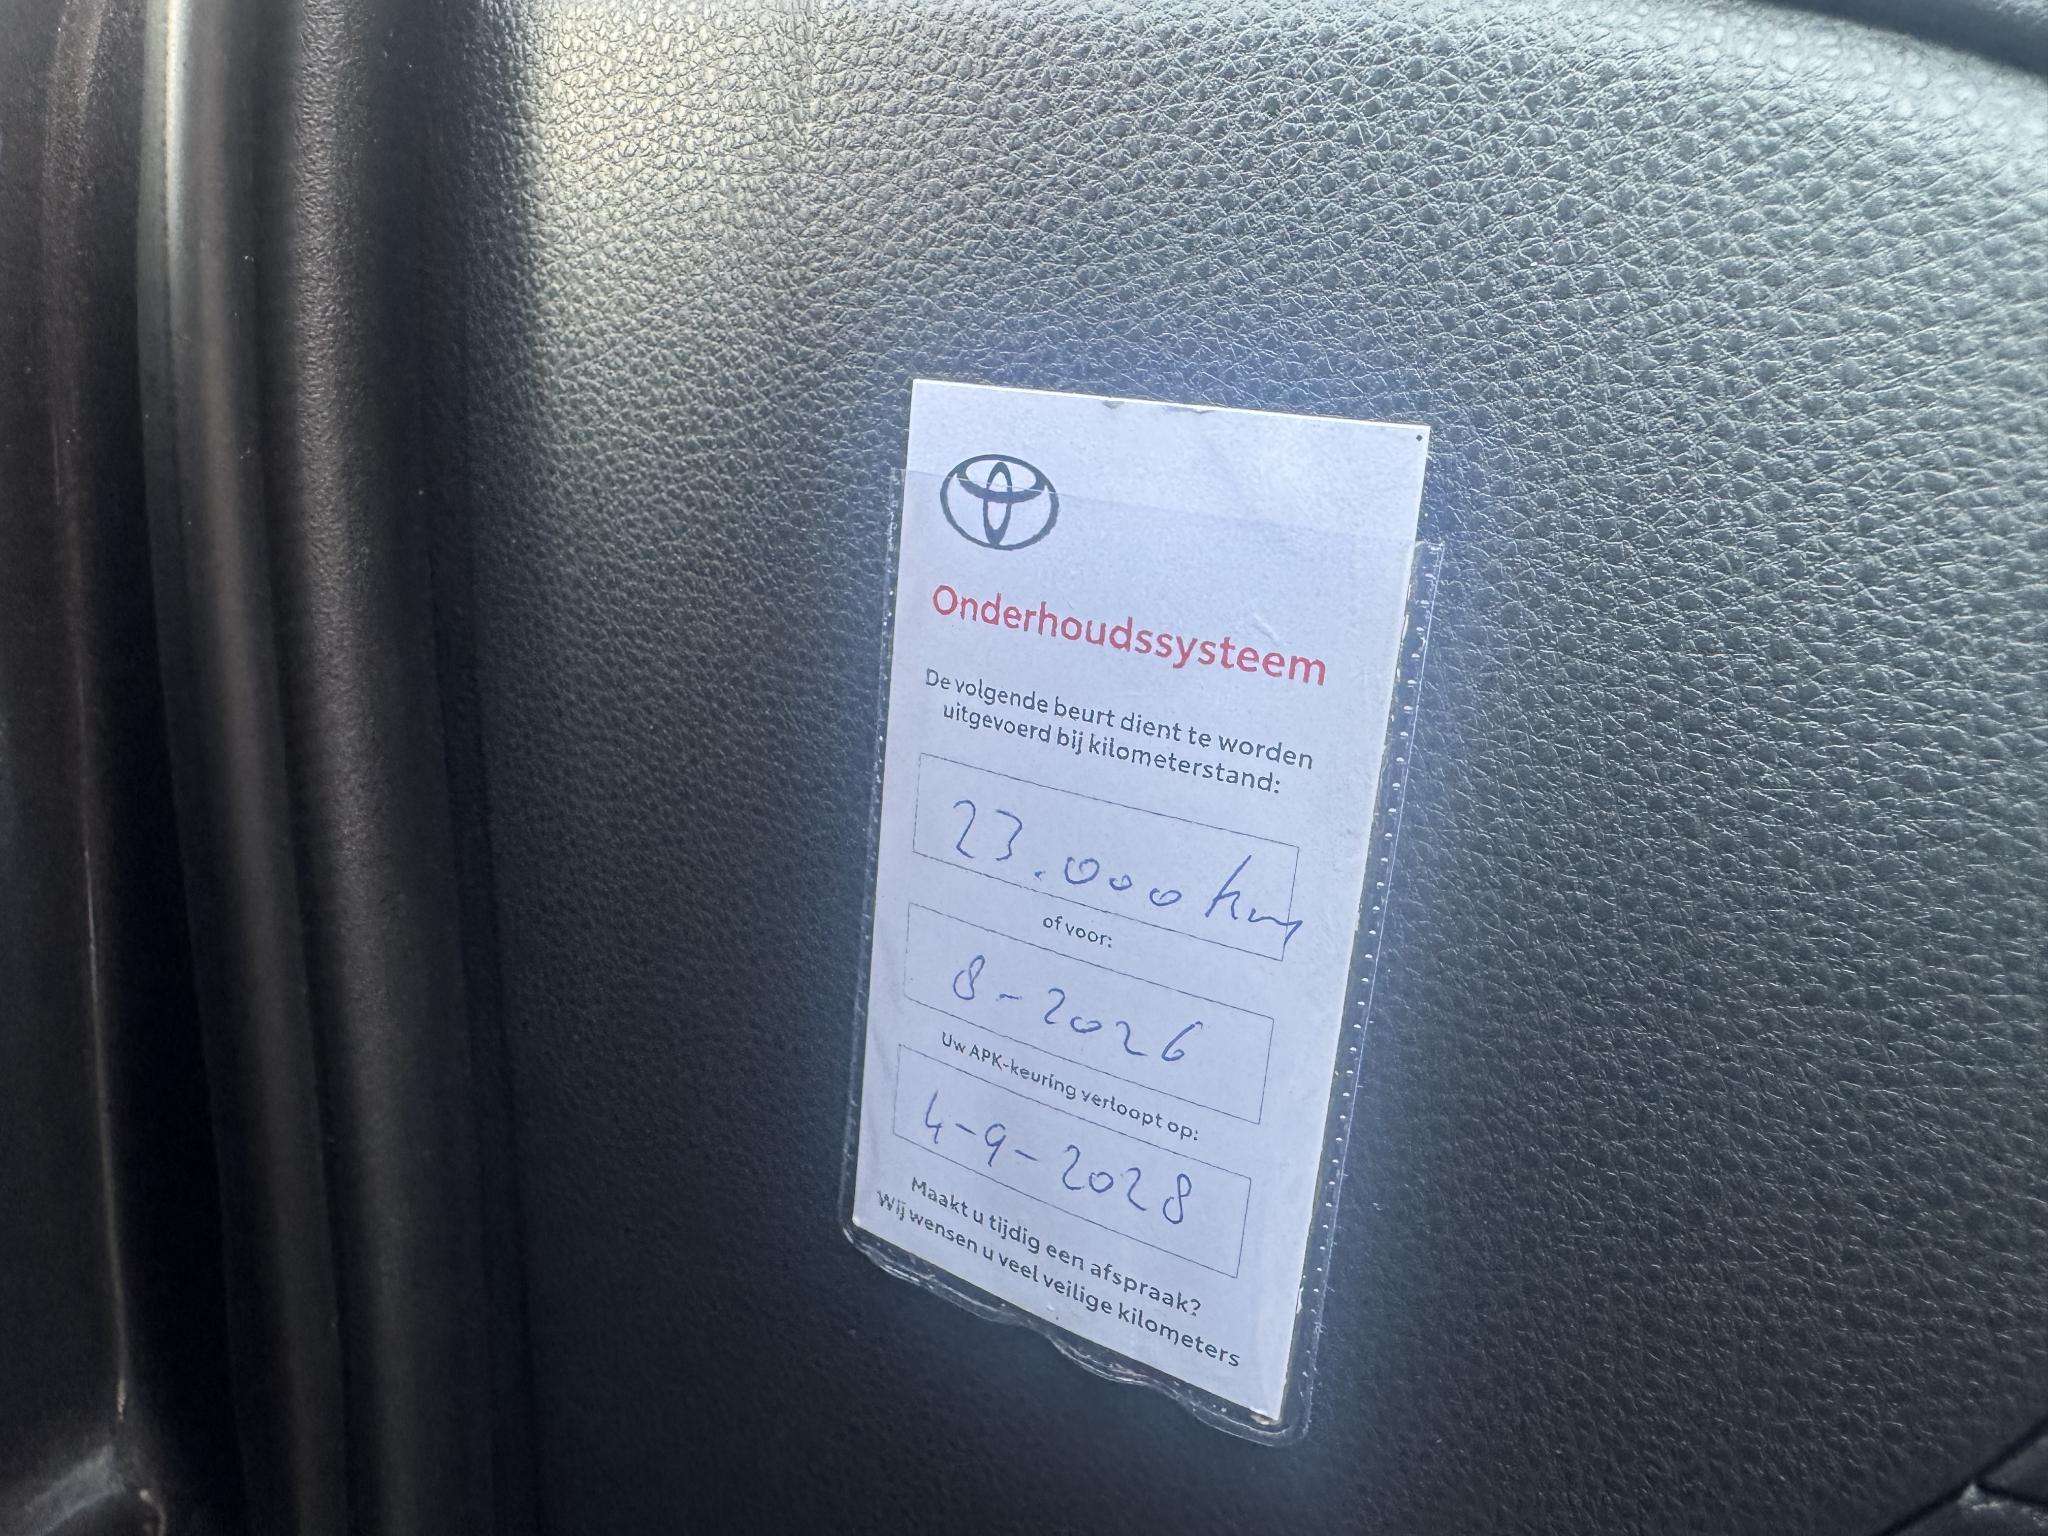 Onderhoudssysteem
De volgende beurt dient te worden
uitgevoerd bij kilometerstand:
23.000 km
of voor:
8-2026
Uw APK-keuring verloopt op:
4-9-2028
Maakt u tijdig een afspraak?
Wij wensen u veel veilige kilometers